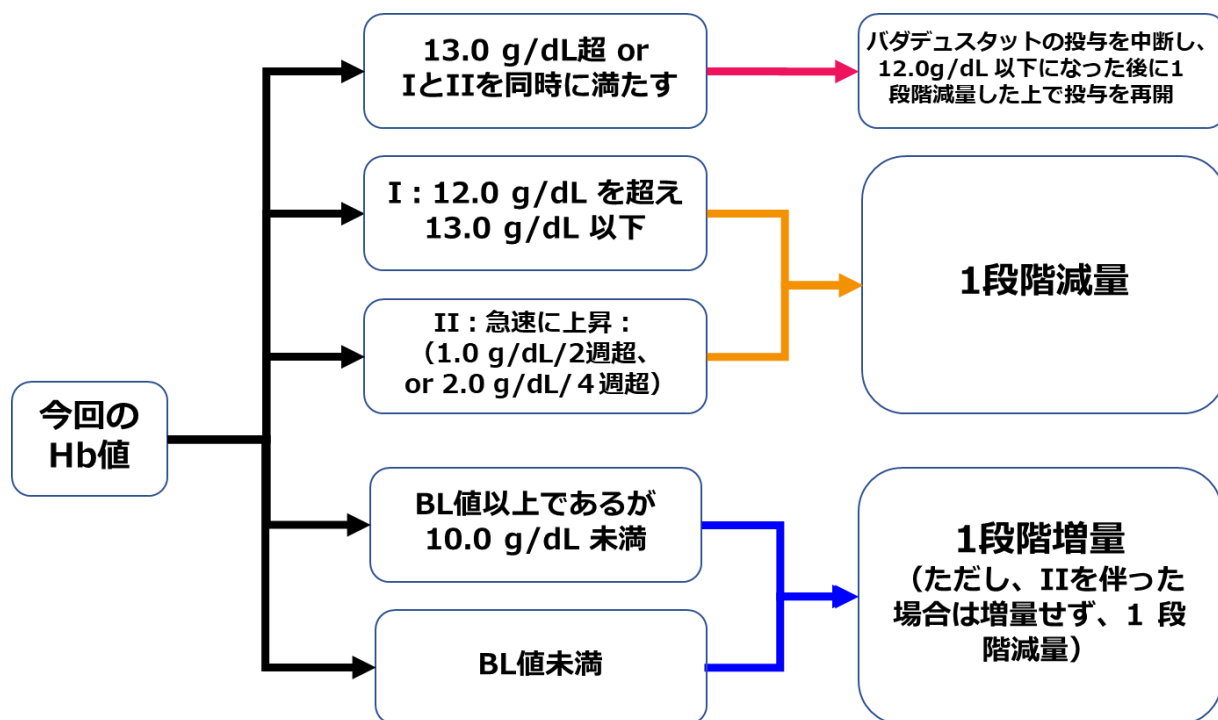 今回の
Hb値
13.0 g/dL超 or
IとIIを同時に満たす
バダデュスタットの投与を中断し、
12.0g/dL 以下になった後に1
段階減量した上で投与を再開
I：12.0 g/dL を超え
13.0 g/dL 以下
II：急速に上昇：
（1.0 g/dL/2週超、
or 2.0 g/dL/４週超）
1段階減量
BL値以上であるが
10.0 g/dL 未満
BL値未満
1段階増量
（ただし、IIを伴った
場合は増量せず、1 段
階減量）